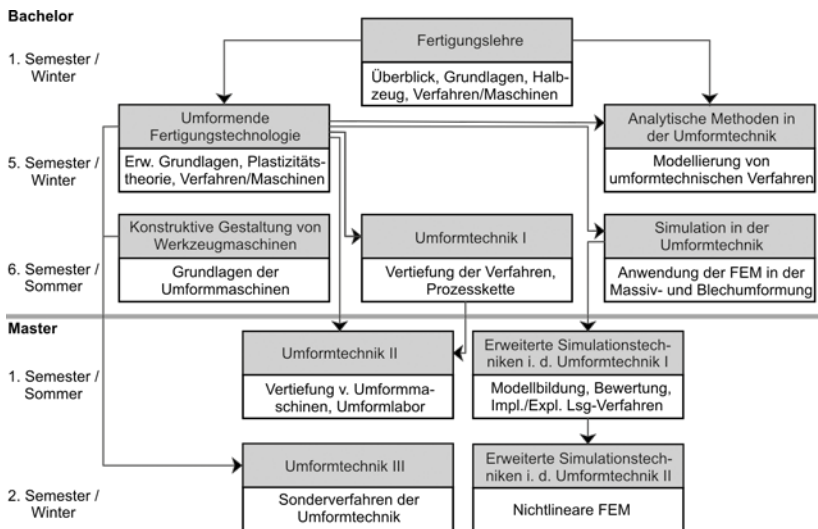 Bachelor
1. Semester /
Winter
Fertigungslehre
Überblick, Grundlagen, Halb-
zeug, Verfahren/Maschinen
5. Semester /
Winter
Umformende
Fertigungstechnologie
Erw. Grundlagen, Plastizitäts-
theorie, Verfahren/Maschinen
Analytische Methoden in
der Umformtechnik
Modellierung von
umformtechnischen Verfahren
6. Semester /
Sommer
Konstruktive Gestaltung von
Werkzeugmaschinen
Grundlagen der
Umformmaschinen
Umformtechnik I
Vertiefung der Verfahren,
Prozesskette
Simulation in der
Umformtechnik
Anwendung der FEM in der
Massiv- und Blechumformung
Master
1. Semester /
Sommer
Umformtechnik II
Vertiefung v. Umformma-
schinen, Umformlabor
Erweiterte Simulationstech-
niken i. d. Umformtechnik I
Modellbildung, Bewertung,
Impl./Expl. Lsg-Verfahren
2. Semester /
Winter
Umformtechnik III
Sonderverfahren der
Umformtechnik
Erweiterte Simulationstech-
niken i. d. Umformtechnik II
Nichtlineare FEM